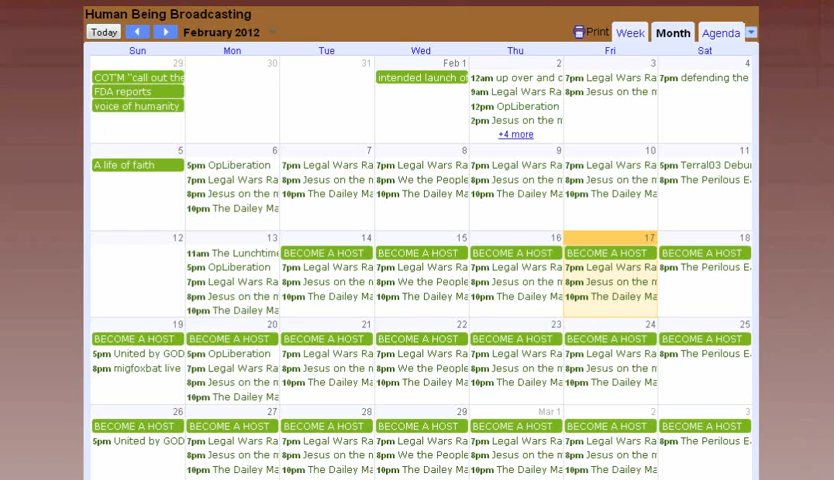 Human Being Broadcasting
Today February 2012 Print Week Month Agenda
Sun Mon Tue Wed Thu Fri Sat
29 30 31 Feb 1 2 3 4
COT'M "call out the
FDA reports
voice of humanity
intended launch of
12am up over and
9am Legal Wars Ra
12pm OpLiberation
2pm Jesus on the m
+4 more
7pm Legal Wars Ra
8pm Jesus on the m
7pm defending the
5 6 7 8 9 10 11
A life of faith
5pm OpLiberation
7pm Legal Wars Ra
8pm Jesus on the m
10pm The Dailey Ma
7pm Legal Wars Ra
8pm Jesus on the m
10pm The Dailey Ma
7pm Legal Wars Ra
8pm We the People
10pm The Dailey Ma
7pm Legal Wars Ra
8pm Jesus on the m
10pm The Dailey Ma
7pm Legal Wars Ra
8pm Jesus on the m
10pm The Dailey Ma
5pm Terral03 Debu
8pm The Perilous E
12 13 14 15 16 17 18
11am The Lunchtime
5pm OpLiberation
7pm Legal Wars Ra
8pm Jesus on the m
10pm The Dailey Ma
BECOME A HOST
7pm Legal Wars Ra
8pm Jesus on the m
10pm The Dailey Ma
BECOME A HOST
7pm Legal Wars Ra
8pm We the People
10pm The Dailey Ma
BECOME A HOST
7pm Legal Wars Ra
8pm Jesus on the m
10pm The Dailey Ma
BECOME A HOST
7pm Legal Wars Ra
8pm Jesus on the m
10pm The Dailey Ma
BECOME A HOST
8pm The Perilous E
19 20 21 22 23 24 25
BECOME A HOST
5pm United by GOD
8pm migfoxbat live
BECOME A HOST
5pm OpLiberation
7pm Legal Wars Ra
8pm Jesus on the m
10pm The Dailey Ma
BECOME A HOST
7pm Legal Wars Ra
8pm Jesus on the m
10pm The Dailey Ma
BECOME A HOST
7pm Legal Wars Ra
8pm We the People
10pm The Dailey Ma
BECOME A HOST
7pm Legal Wars Ra
8pm Jesus on the m
10pm The Dailey Ma
BECOME A HOST
7pm Legal Wars Ra
8pm Jesus on the m
10pm The Dailey Ma
BECOME A HOST
8pm The Perilous E
26 27 28 29 Mar 1 2 3
BECOME A HOST
5pm United by GOD
BECOME A HOST
7pm Legal Wars Ra
8pm Jesus on the m
10pm The Dailey Ma
BECOME A HOST
7pm Legal Wars Ra
8pm Jesus on the m
10pm The Dailey Ma
BECOME A HOST
7pm Legal Wars Ra
8pm We the People
10pm The Dailey Ma
BECOME A HOST
7pm Legal Wars Ra
8pm Jesus on the m
10pm The Dailey Ma
BECOME A HOST
7pm Legal Wars Ra
8pm Jesus on the m
10pm The Dailey Ma
BECOME A HOST
8pm The Perilous E